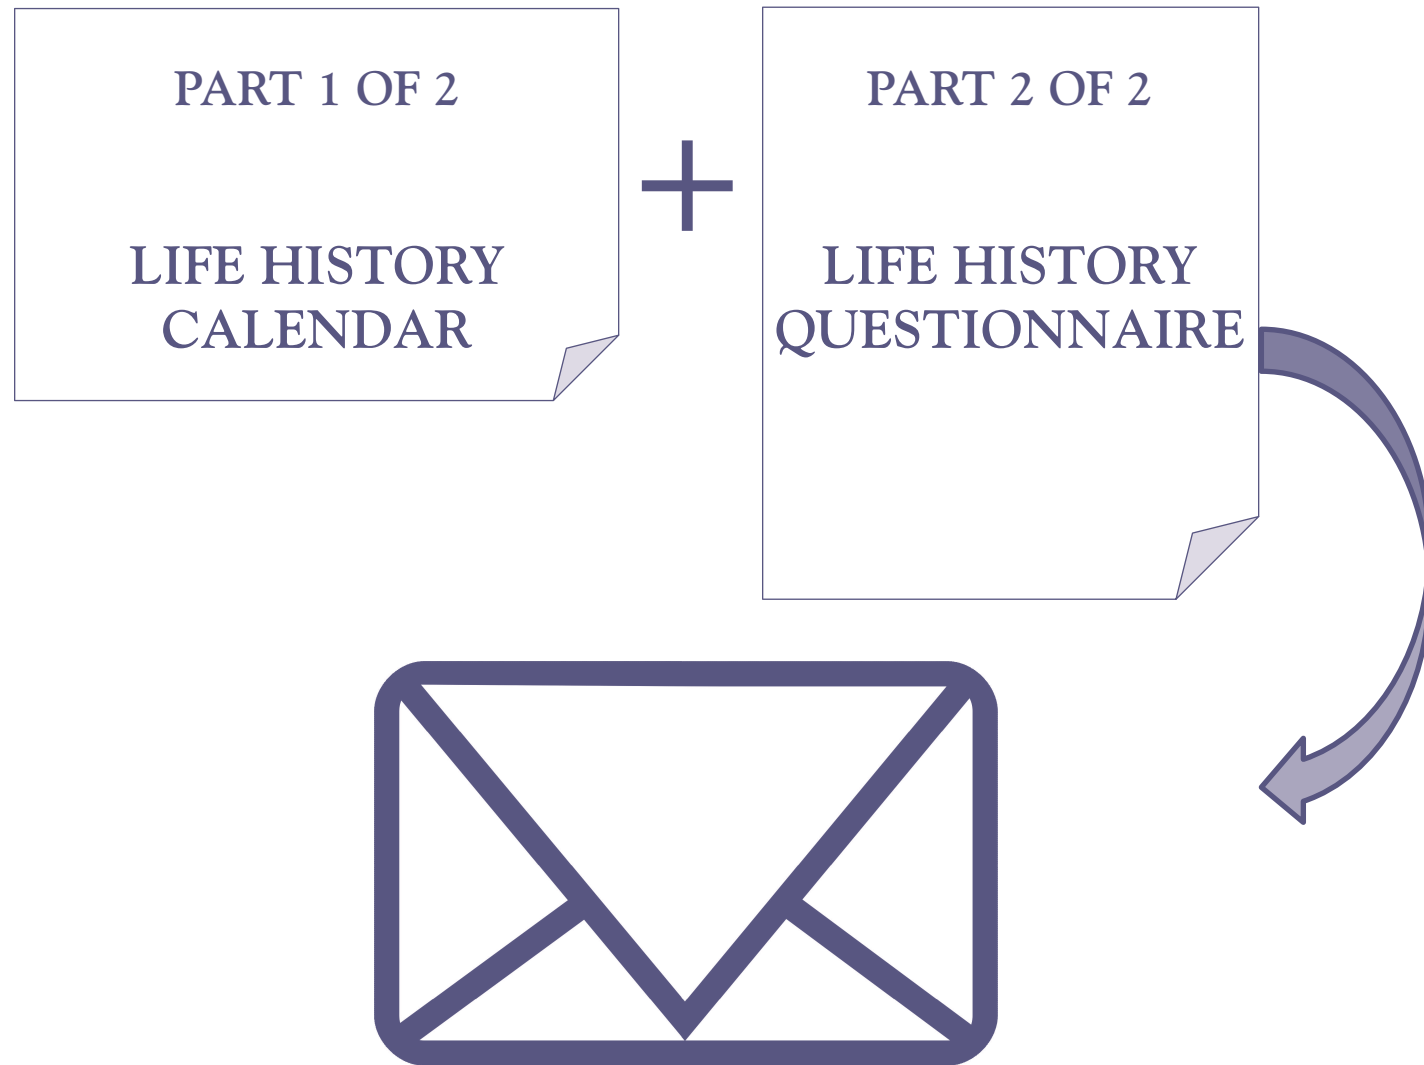 PART 1 OF 2
LIFE HISTORY
CALENDAR
PART 2 OF 2
LIFE HISTORY
QUESTIONNAIRE